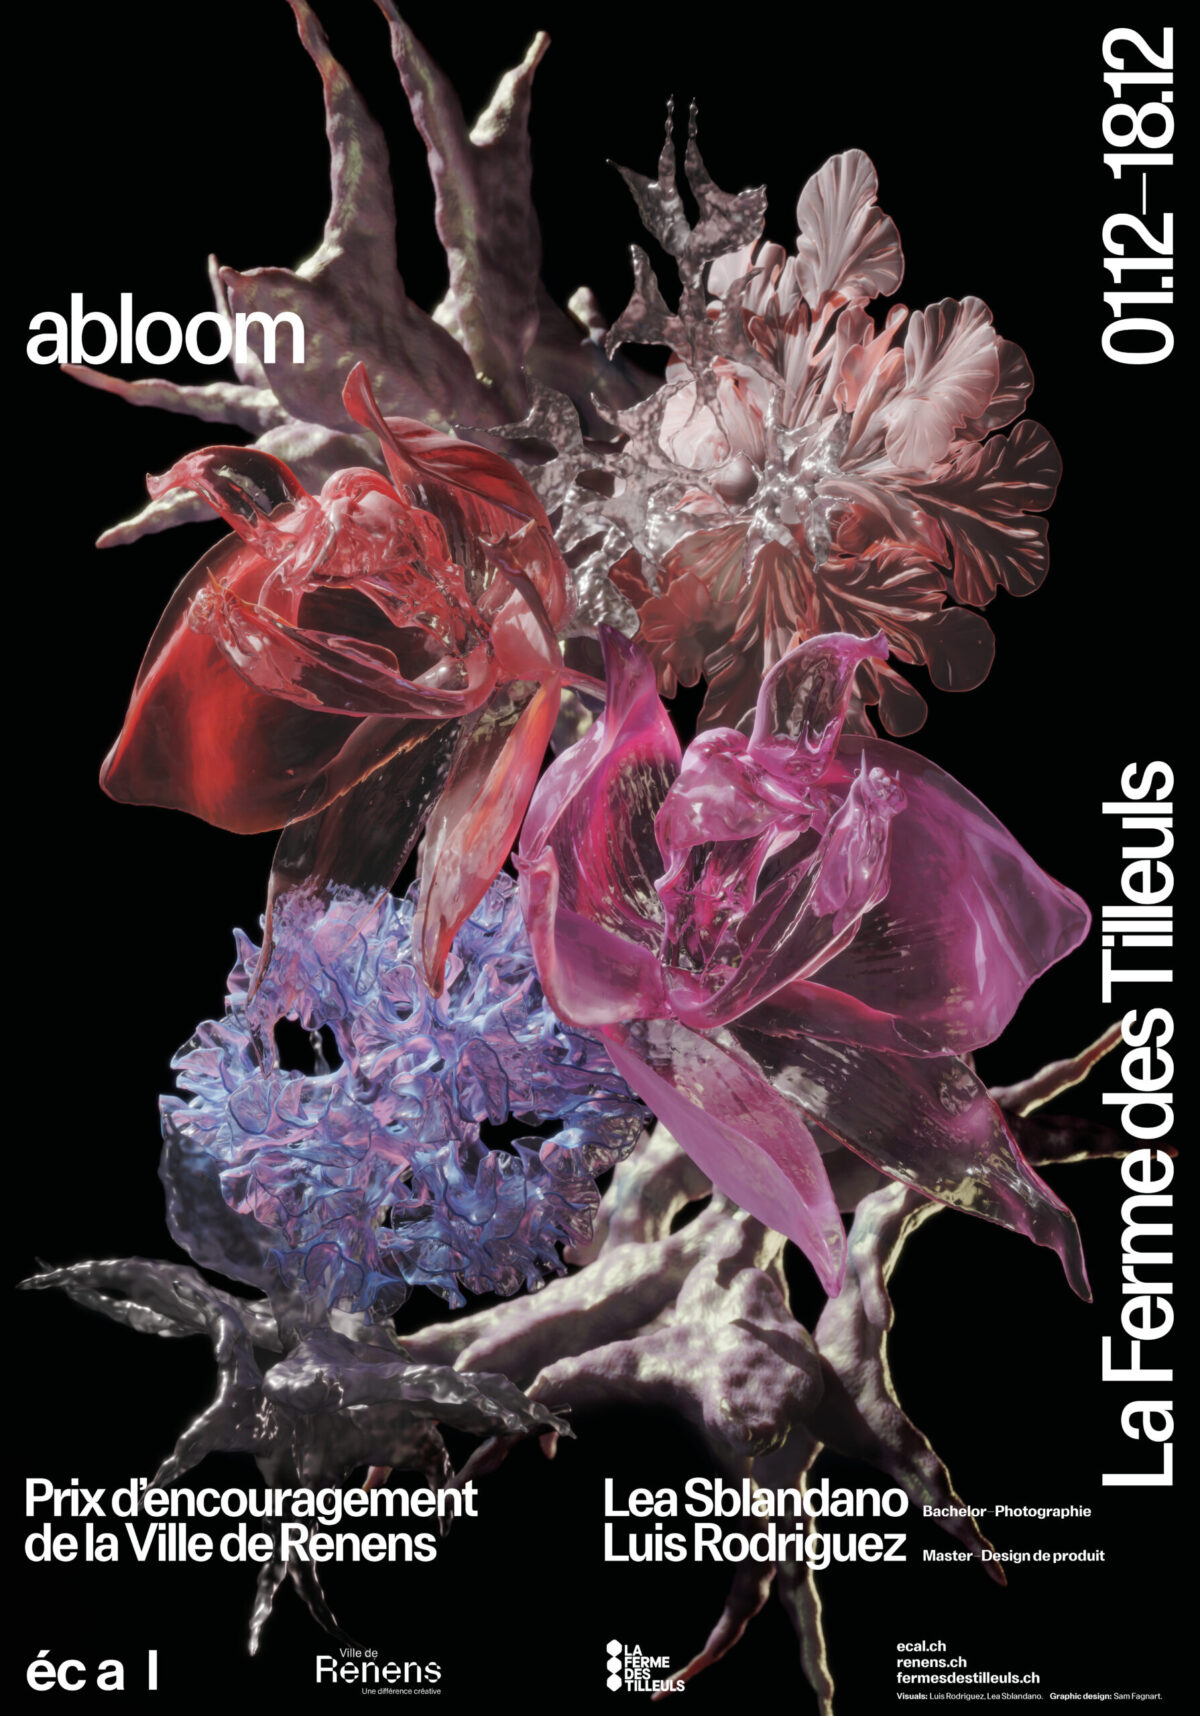 01.12–18.12
abloom
La Ferme des Tilleuls
Prix d’encouragement
de la Ville de Renens
Lea Sblandano Bachelor–Photographie
Luis Rodriguez Master–Design de produit
écal
Ville de
Renens
Une différence créative
LA
FERME
DES
TILLEULS
ecal.ch
renens.ch
fermesdestilleuls.ch
Visuals: Luis Rodriguez, Lea Sblandano. Graphic design: Sam Fagnart.